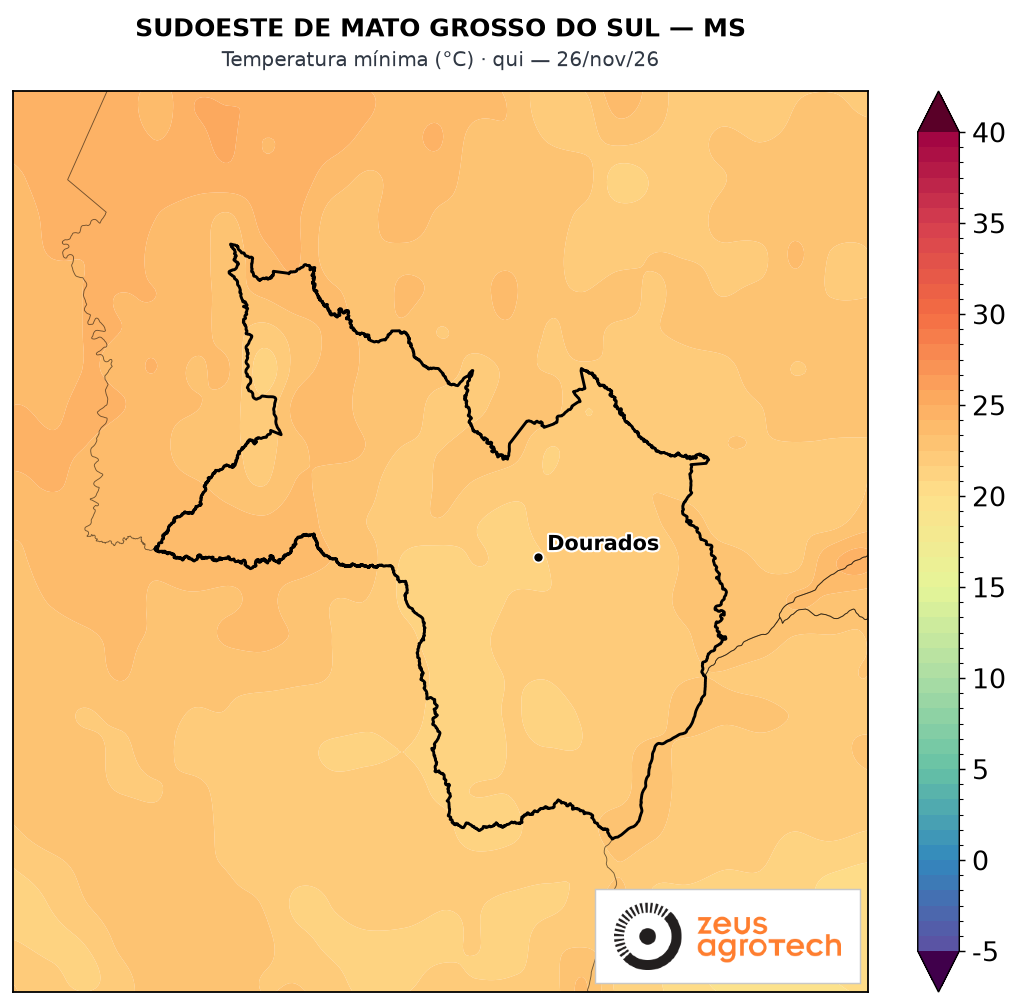 SUDOESTE DE MATO GROSSO DO SUL — MS
Temperatura mínima (°C) · qui — 26/nov/26
40
35
30
25
20
15
10
5
0
-5
Dourados
zeus
agrotech